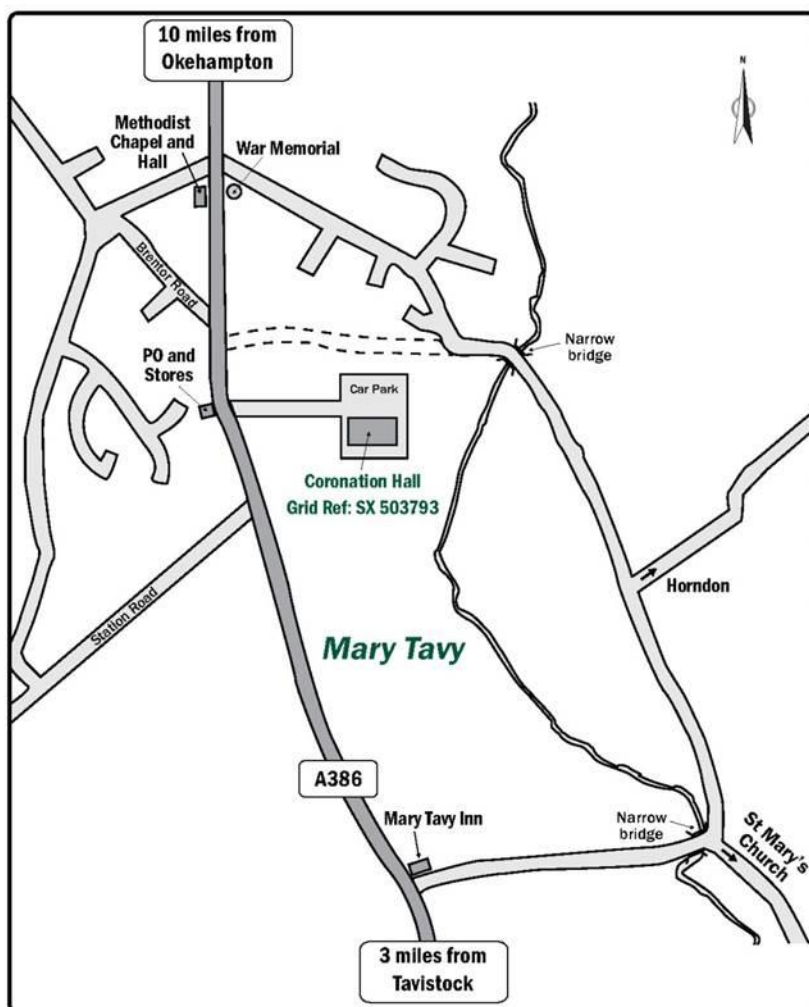 10 miles from
Okehampton
N
Methodist
Chapel and
Hall
War Memorial
Brentor Road
Narrow
bridge
PO and
Stores
Car Park
Coronation Hall
Grid Ref: SX 503793
Horndon
Station Road
Mary Tavy
A386
Mary Tavy Inn
Narrow
bridge
St Mary's
Church
3 miles from
Tavistock